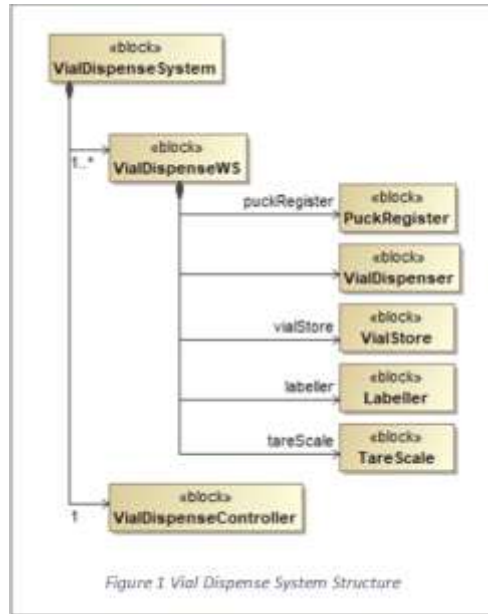 «block»
VialDispenseSystem
1..*
«block»
VialDispenseWS
puckRegister
«block»
PuckRegister
«block»
VialDispenser
vialStore
«block»
VialStore
labeller
«block»
Labeller
tareScale
«block»
TareScale
1
«block»
VialDispenseController
Figure 1 Vial Dispense System Structure